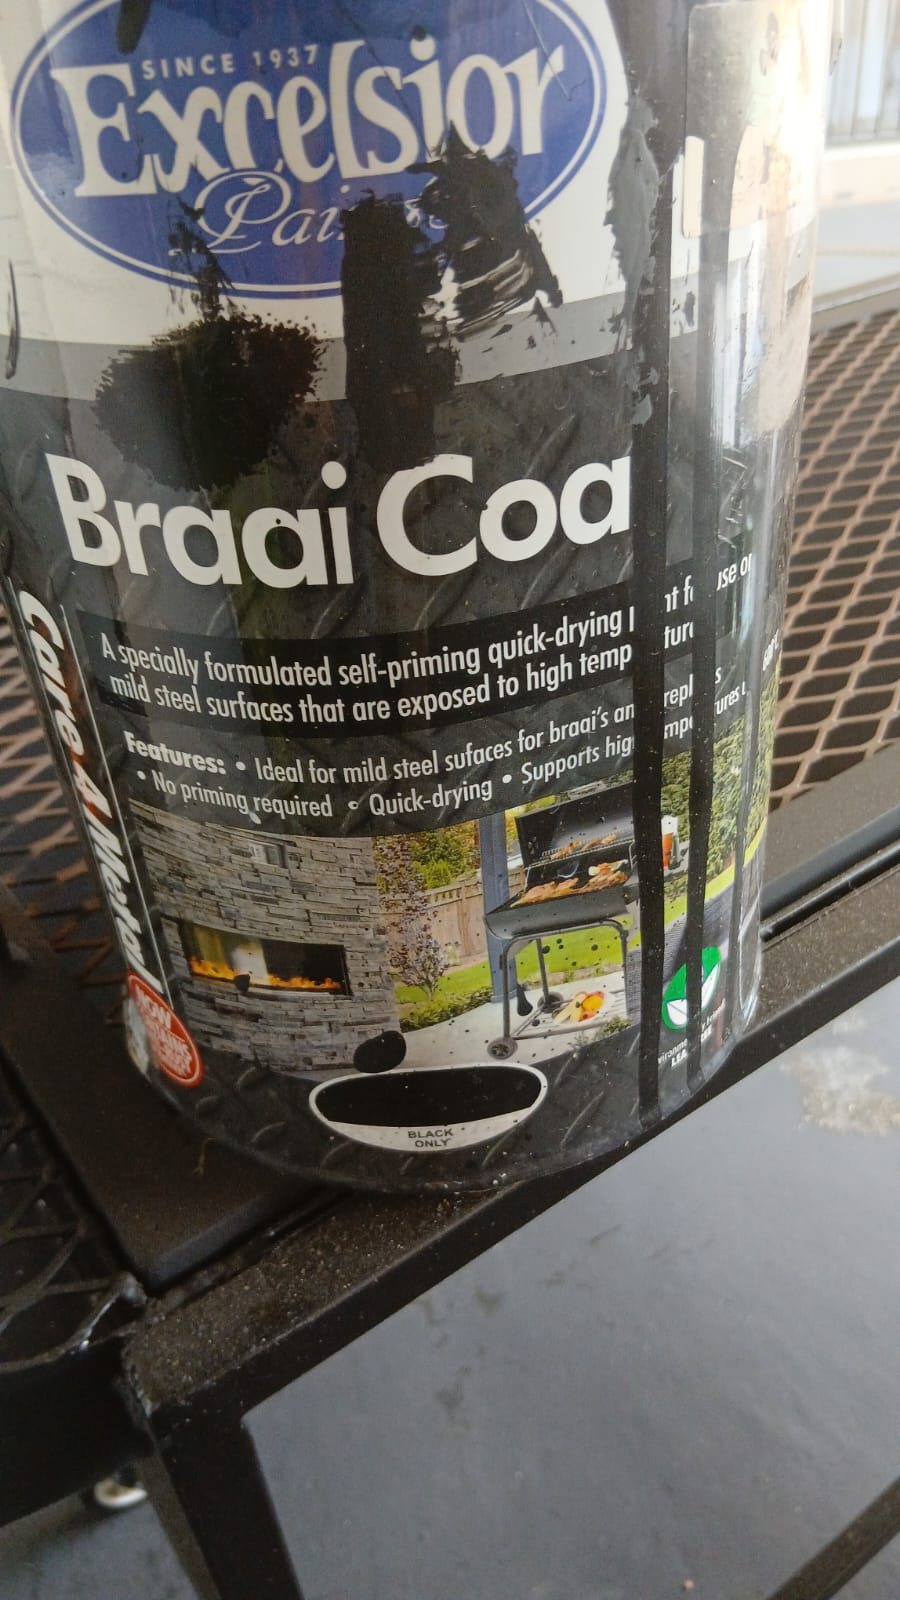 SINCE 1937
Excelsior
Braai Coa
A specially formulated self-priming quick-drying
mild steel surfaces that are exposed to high temp
Features: • Ideal for mild steel sufaces for braai's an
• No priming required • Quick-drying • Supports hig
Care 4 Metal
BLACK
ONLY